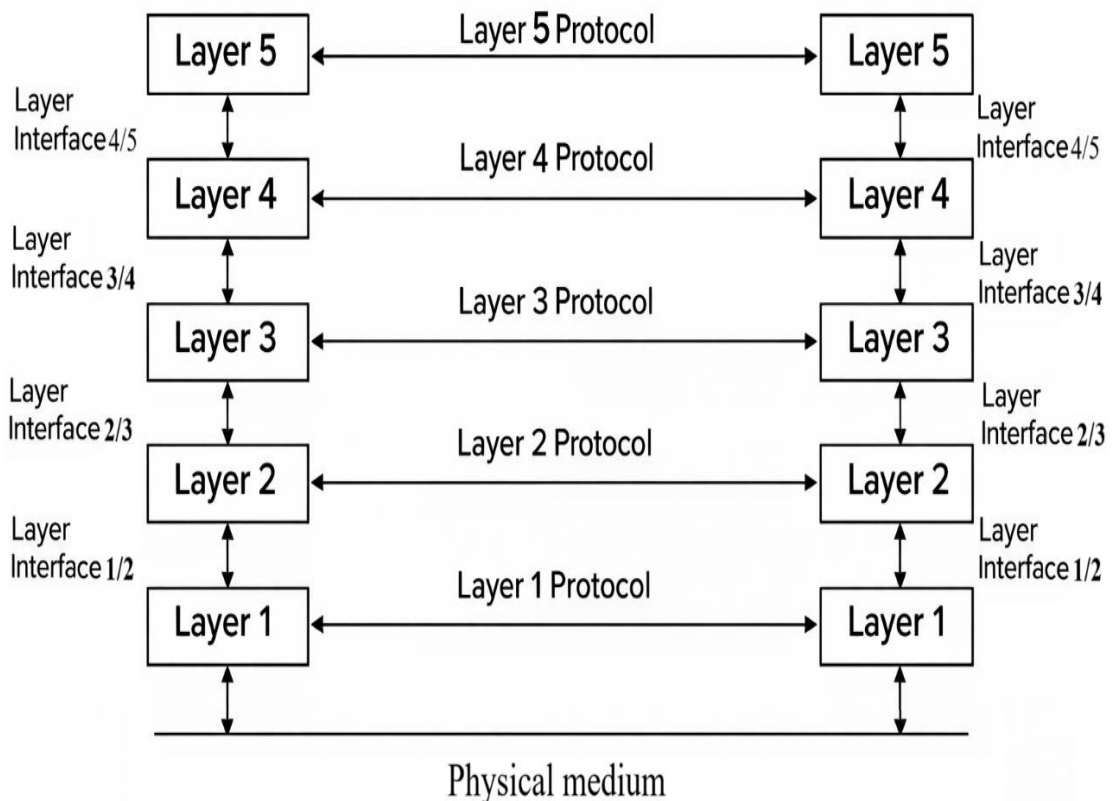 Layer 5 Protocol
Layer 5
Layer 5
Layer
Interface 4/5
Layer
Interface 4/5
Layer 4 Protocol
Layer 4
Layer 4
Layer
Interface 3/4
Layer
Interface 3/4
Layer 3 Protocol
Layer 3
Layer 3
Layer
Interface 2/3
Layer
Interface 2/3
Layer 2 Protocol
Layer 2
Layer 2
Layer
Interface 1/2
Layer
Interface 1/2
Layer 1 Protocol
Layer 1
Layer 1
Physical medium